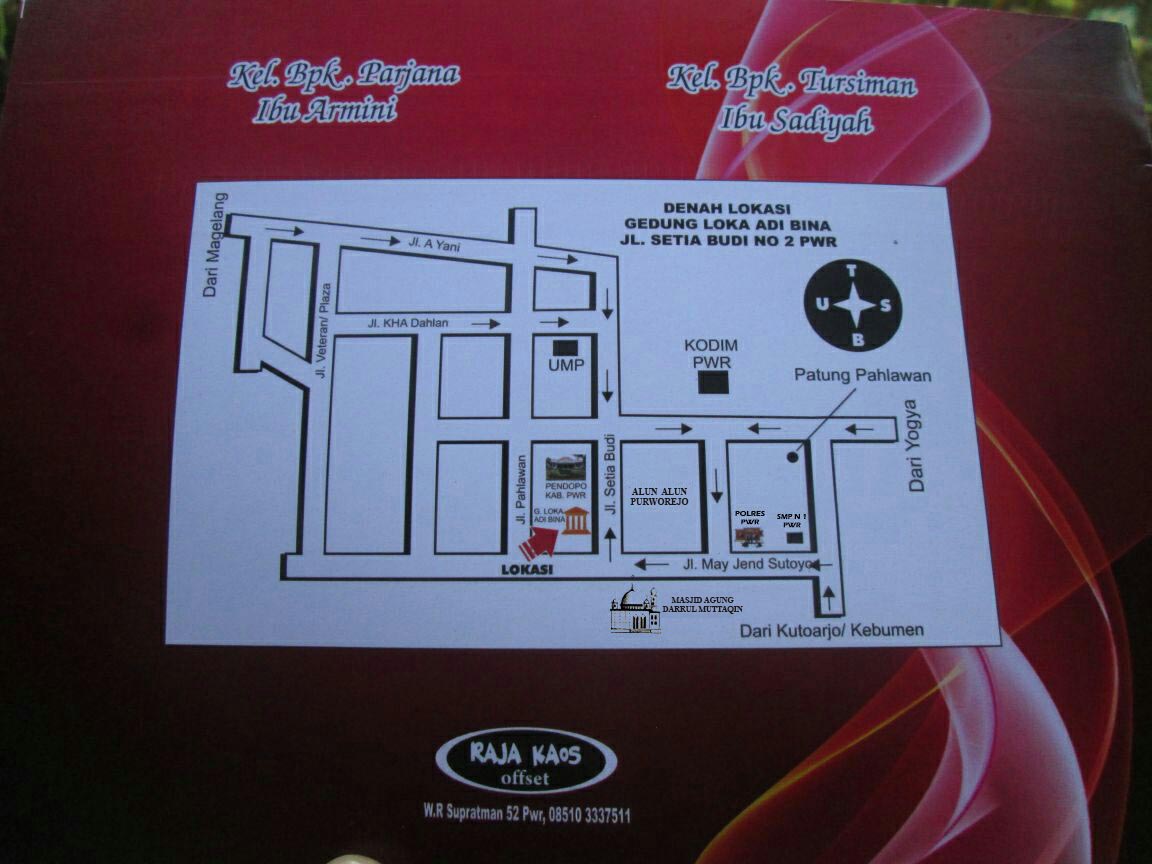 Kel. Bpk. Parjana
Ibu Armini
Kel. Bpk. Tursiman
Ibu Sadiyah
DENAH LOKASI
GEDUNG LOKA ADI BINA
JL. SETIA BUDI NO 2 PWR
Dari Magelang
Jl. A Yani
T
U S
B
Jl. Veteran/ Plaza
Jl. KHA Dahlan
UMP
KODIM
PWR
Patung Pahlawan
Dari Yogya
Jl. Pahlawan
PENDOPO
KAB. PWR
G. LOKA
ADI BINA
Jl. Setia Budi
ALUN ALUN
PURWOREJO
POLRES
PWR
SMP N 1
PWR
LOKASI
Jl. May Jend Sutoyo
MASJID AGUNG
DARRUL MUTTAQIN
Dari Kutoarjo/ Kebumen
RAJA KAOS
offset
W.R Supratman 52 Pwr, 08510 3337511